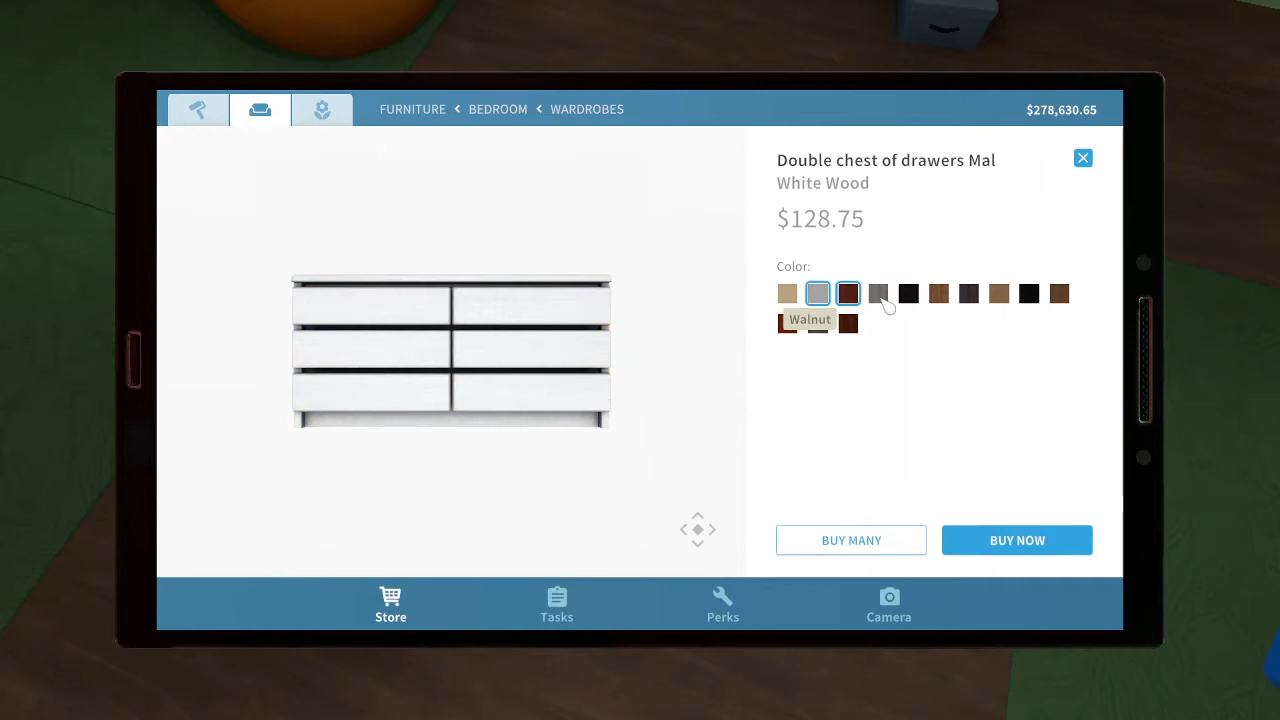 FURNITURE < BEDROOM < WARDROBES
$278,630.65
Double chest of drawers Mal
White Wood
$128.75
Color:
Walnut
BUY MANY
BUY NOW
Store
Tasks
Perks
Camera